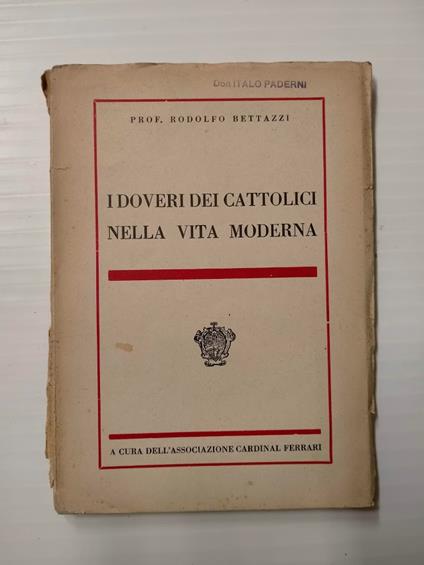 Don ITALO PADERNI
PROF. RODOLFO BETTAZZI
I DOVERI DEI CATTOLICI
NELLA VITA MODERNA
A CURA DELL'ASSOCIAZIONE CARDINAL FERRARI